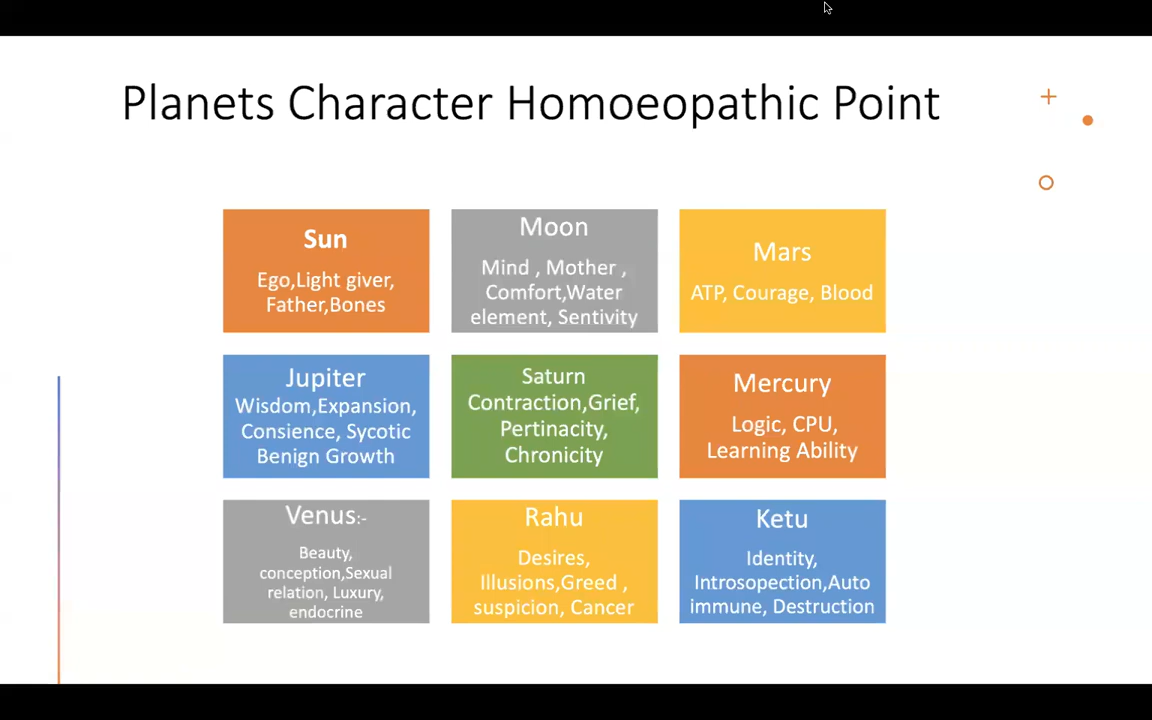 Planets Character Homoeopathic Point
Sun
Ego,Light giver,
Father,Bones
Moon
Mind , Mother ,
Comfort,Water
element, Sentivity
Mars
ATP, Courage, Blood
Jupiter
Wisdom,Expansion,
Consience, Sycotic
Benign Growth
Saturn
Contraction,Grief,
Pertinacity,
Chronicity
Mercury
Logic, CPU,
Learning Ability
Venus:-
Beauty,
conception,Sexual
relation, Luxury,
endocrine
Rahu
Desires,
Illusions,Greed ,
suspicion, Cancer
Ketu
Identity,
Introsopection,Auto
immune, Destruction